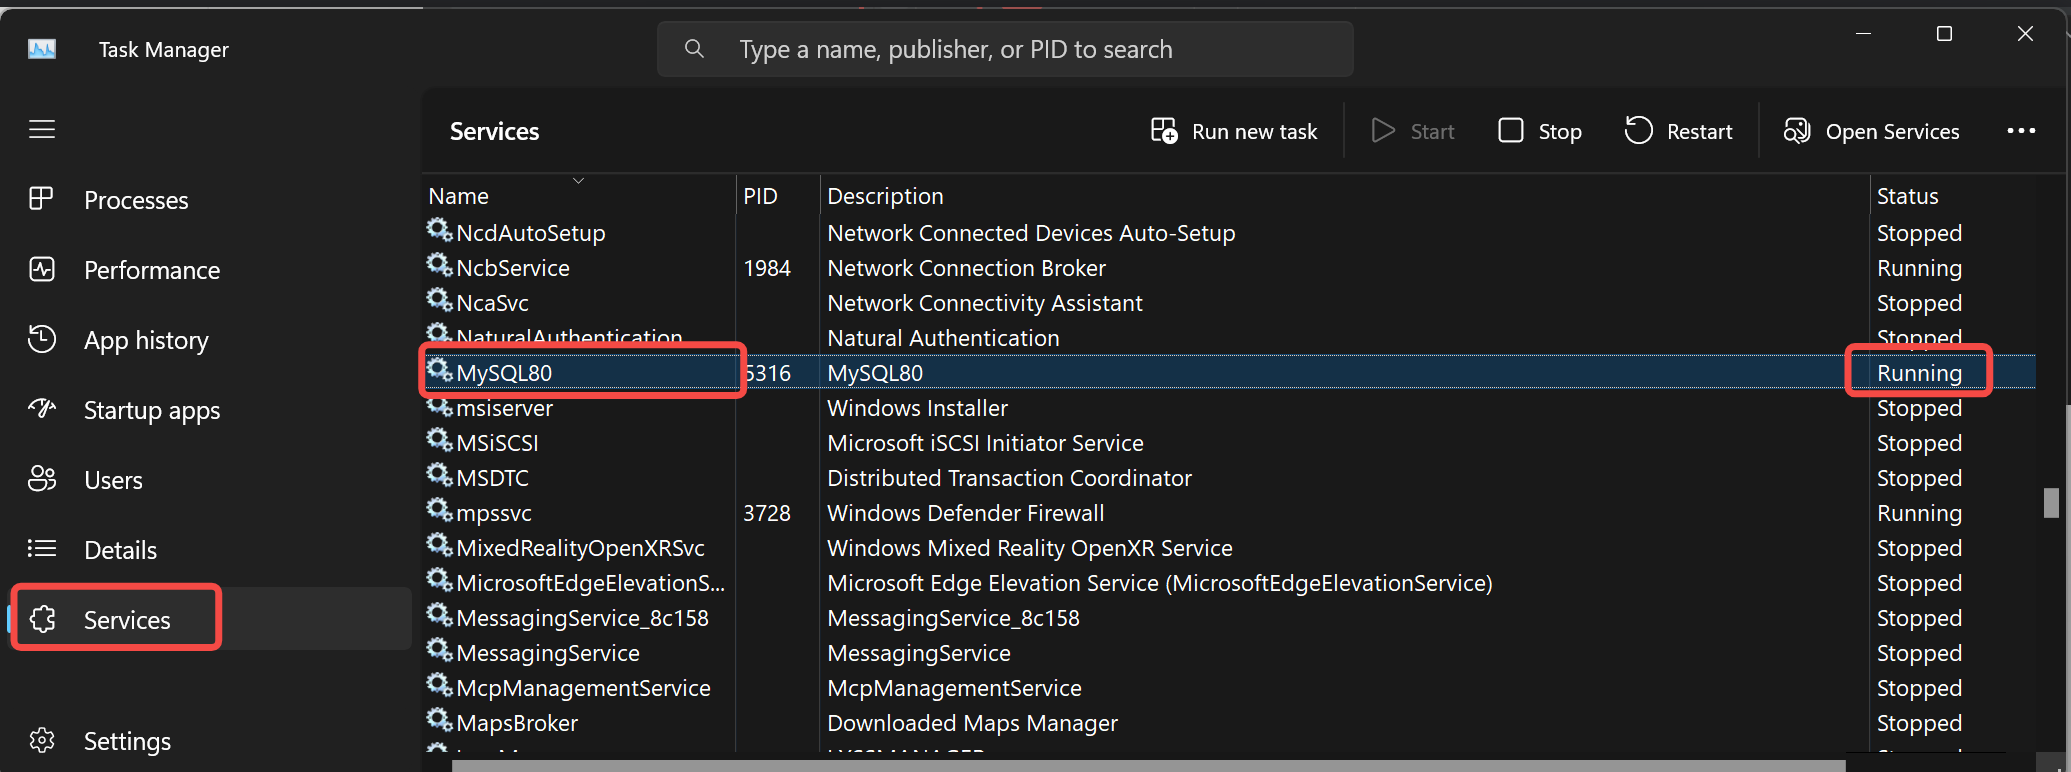 Task Manager
Type a name, publisher, or PID to search
Services
Run new task
Start
Stop
Restart
Open Services
Processes
Performance
App history
Startup apps
Users
Details
Services
Settings
Name PID Description Status
NcdAutoSetup Network Connected Devices Auto-Setup Stopped
NcbService 1984 Network Connection Broker Running
NcaSvc Network Connectivity Assistant Stopped
NaturalAuthentication Natural Authentication Stopped
MySQL80 5316 MySQL80 Running
msiserver Windows Installer Stopped
MSiSCSI Microsoft iSCSI Initiator Service Stopped
MSDTC Distributed Transaction Coordinator Stopped
mpssvc 3728 Windows Defender Firewall Running
MixedRealityOpenXRSvc Windows Mixed Reality OpenXR Service Stopped
MicrosoftEdgeElevationS... Microsoft Edge Elevation Service (MicrosoftEdgeElevationService) Stopped
MessagingService_8c158 MessagingService_8c158 Stopped
MessagingService MessagingService Stopped
McpManagementService McpManagementService Stopped
MapsBroker Downloaded Maps Manager Stopped